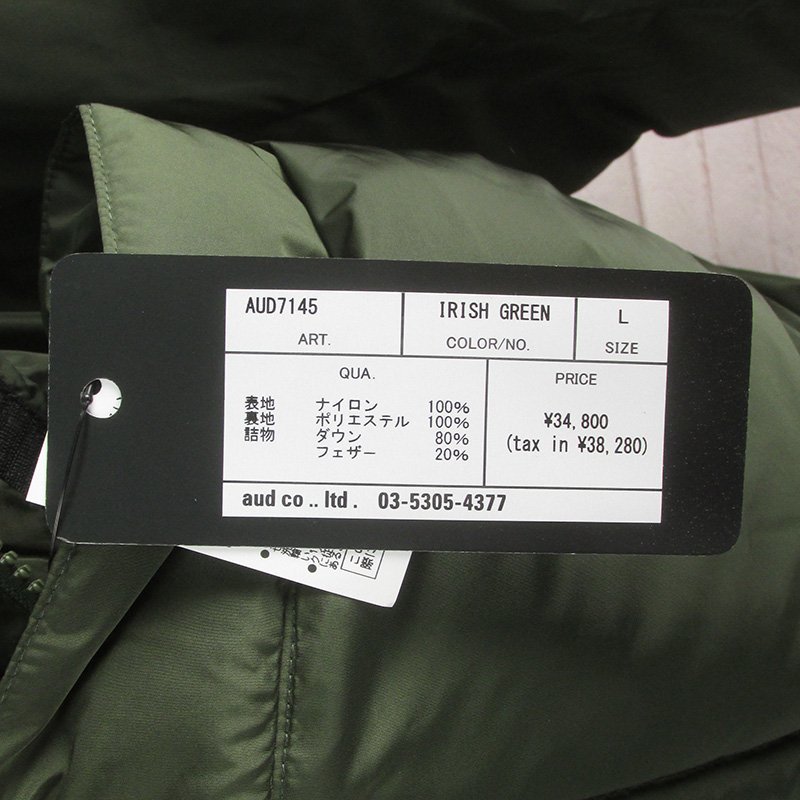 AUD7145
ART.
IRISH GREEN
COLOR/NO.
L
SIZE
QUA.
表地 ナイロン 100%
裏地 ポリエステル 100%
詰物 ダウン 80%
フェザー 20%
PRICE
¥34,800
(tax in ¥38,280)
aud co .. ltd . 03-5305-4377